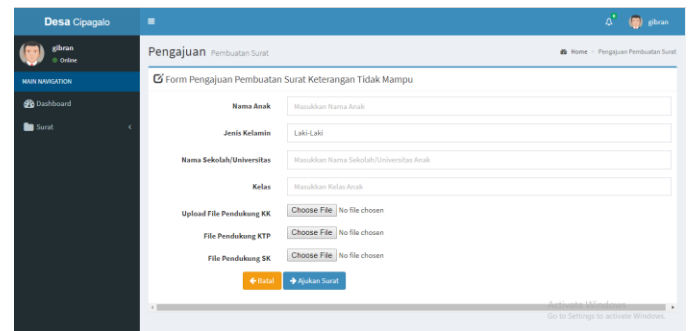 Desa Cipagalo
gibran
gibran
Online
Pengajuan Pembuatan Surat
Home - Pengajuan Pembuatan Surat
MAIN NAVIGATION
Dashboard
Surat
Form Pengajuan Pembuatan Surat Keterangan Tidak Mampu
Nama Anak Masukkan Nama Anak
Jenis Kelamin Laki-Laki
Nama Sekolah/Universitas Masukkan Nama Sekolah/Universitas Anak
Kelas Masukkan Kelas Anak
Upload File Pendukung KK Choose File No file chosen
File Pendukung KTP Choose File No file chosen
File Pendukung SK Choose File No file chosen
Batal Ajukan Surat
Activate Windows
Go to Settings to activate Windows.